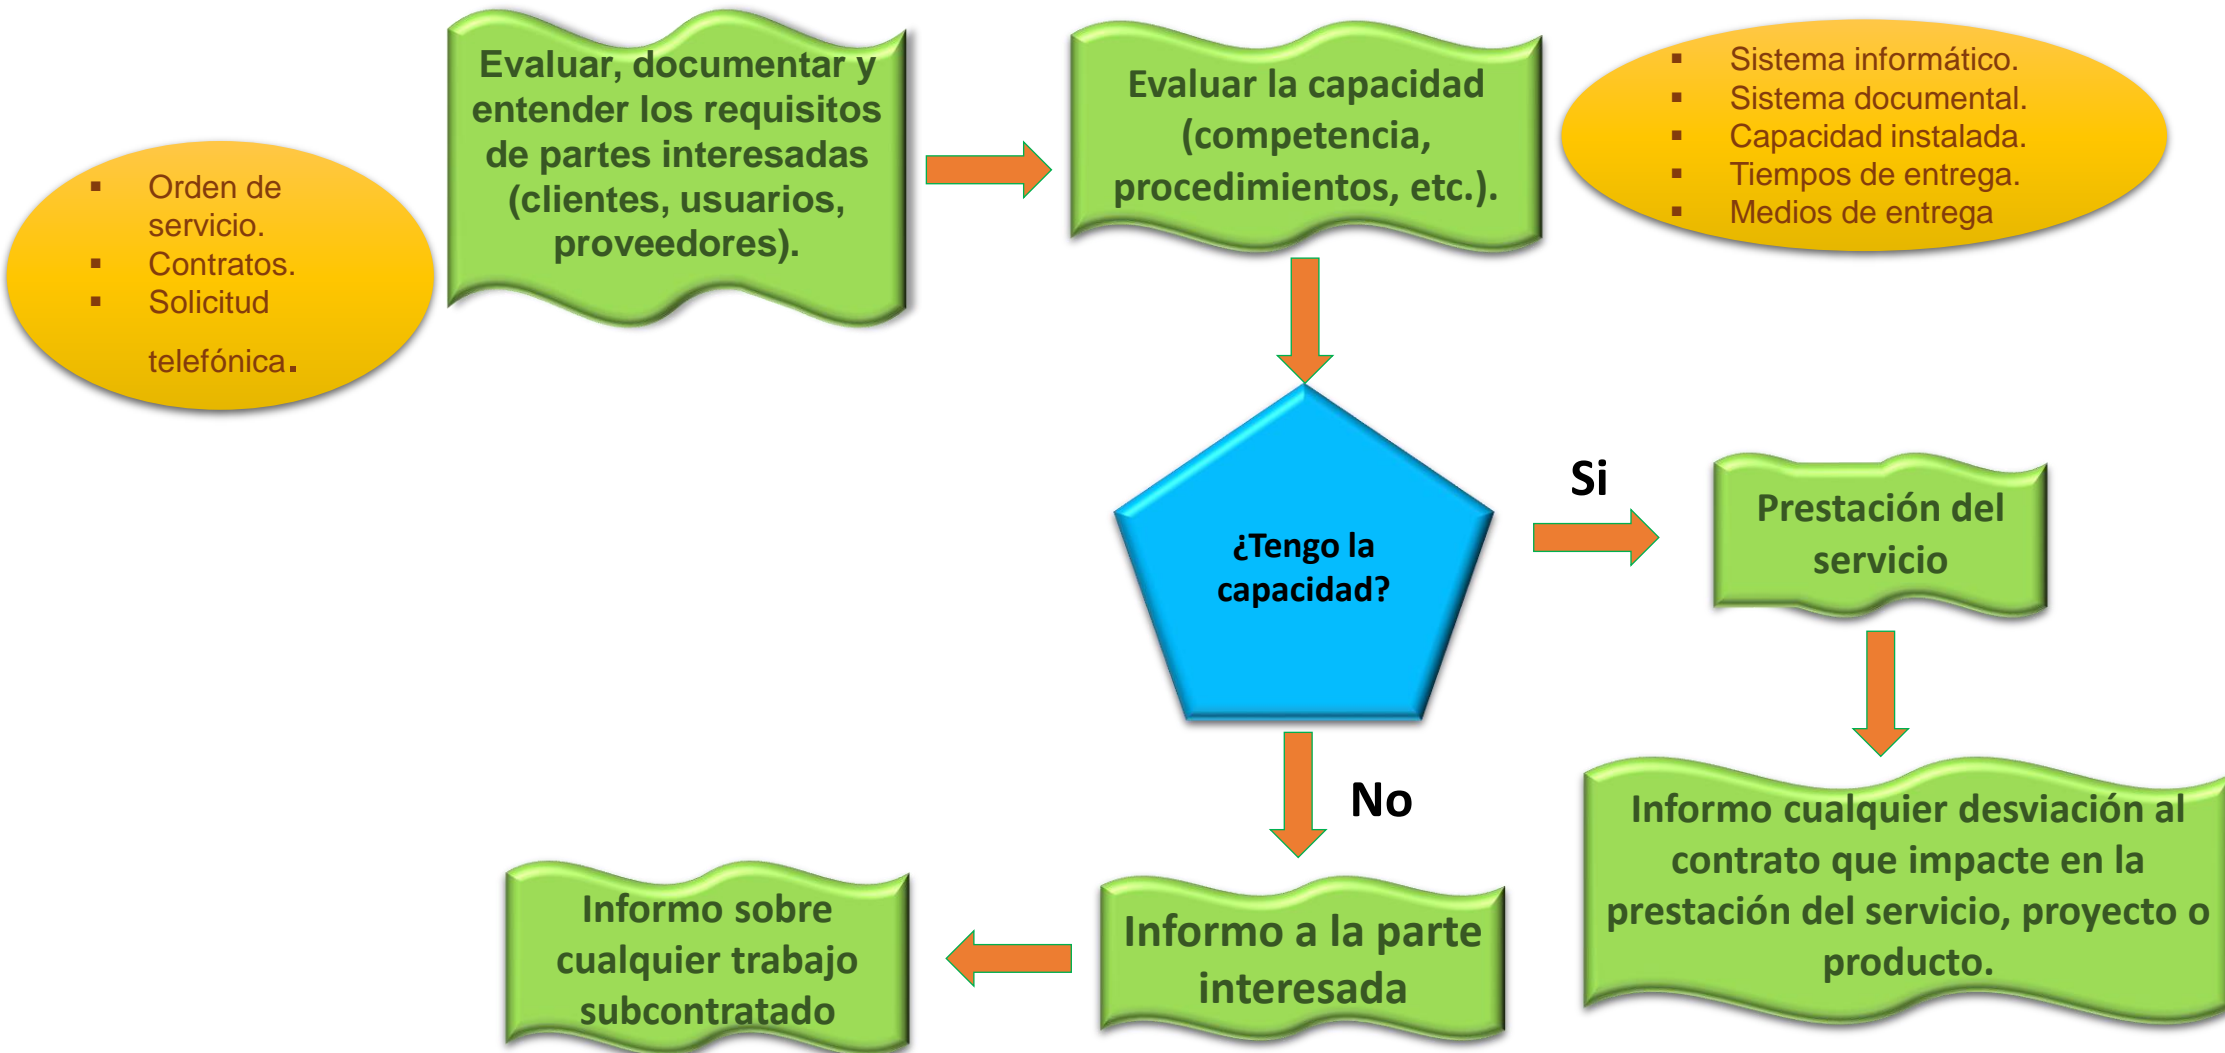 ▪ Orden de
servicio.
▪ Contratos.
▪ Solicitud
telefónica.
Evaluar, documentar y
entender los requisitos
de partes interesadas
(clientes, usuarios,
proveedores).
Evaluar la capacidad
(competencia,
procedimientos, etc.).
▪ Sistema informático.
▪ Sistema documental.
▪ Capacidad instalada.
▪ Tiempos de entrega.
▪ Medios de entrega
¿Tengo la
capacidad?
Si
Prestación del
servicio
No
Informo cualquier desviación al
contrato que impacte en la
prestación del servicio, proyecto o
producto.
Informo a la parte
interesada
Informo sobre
cualquier trabajo
subcontratado